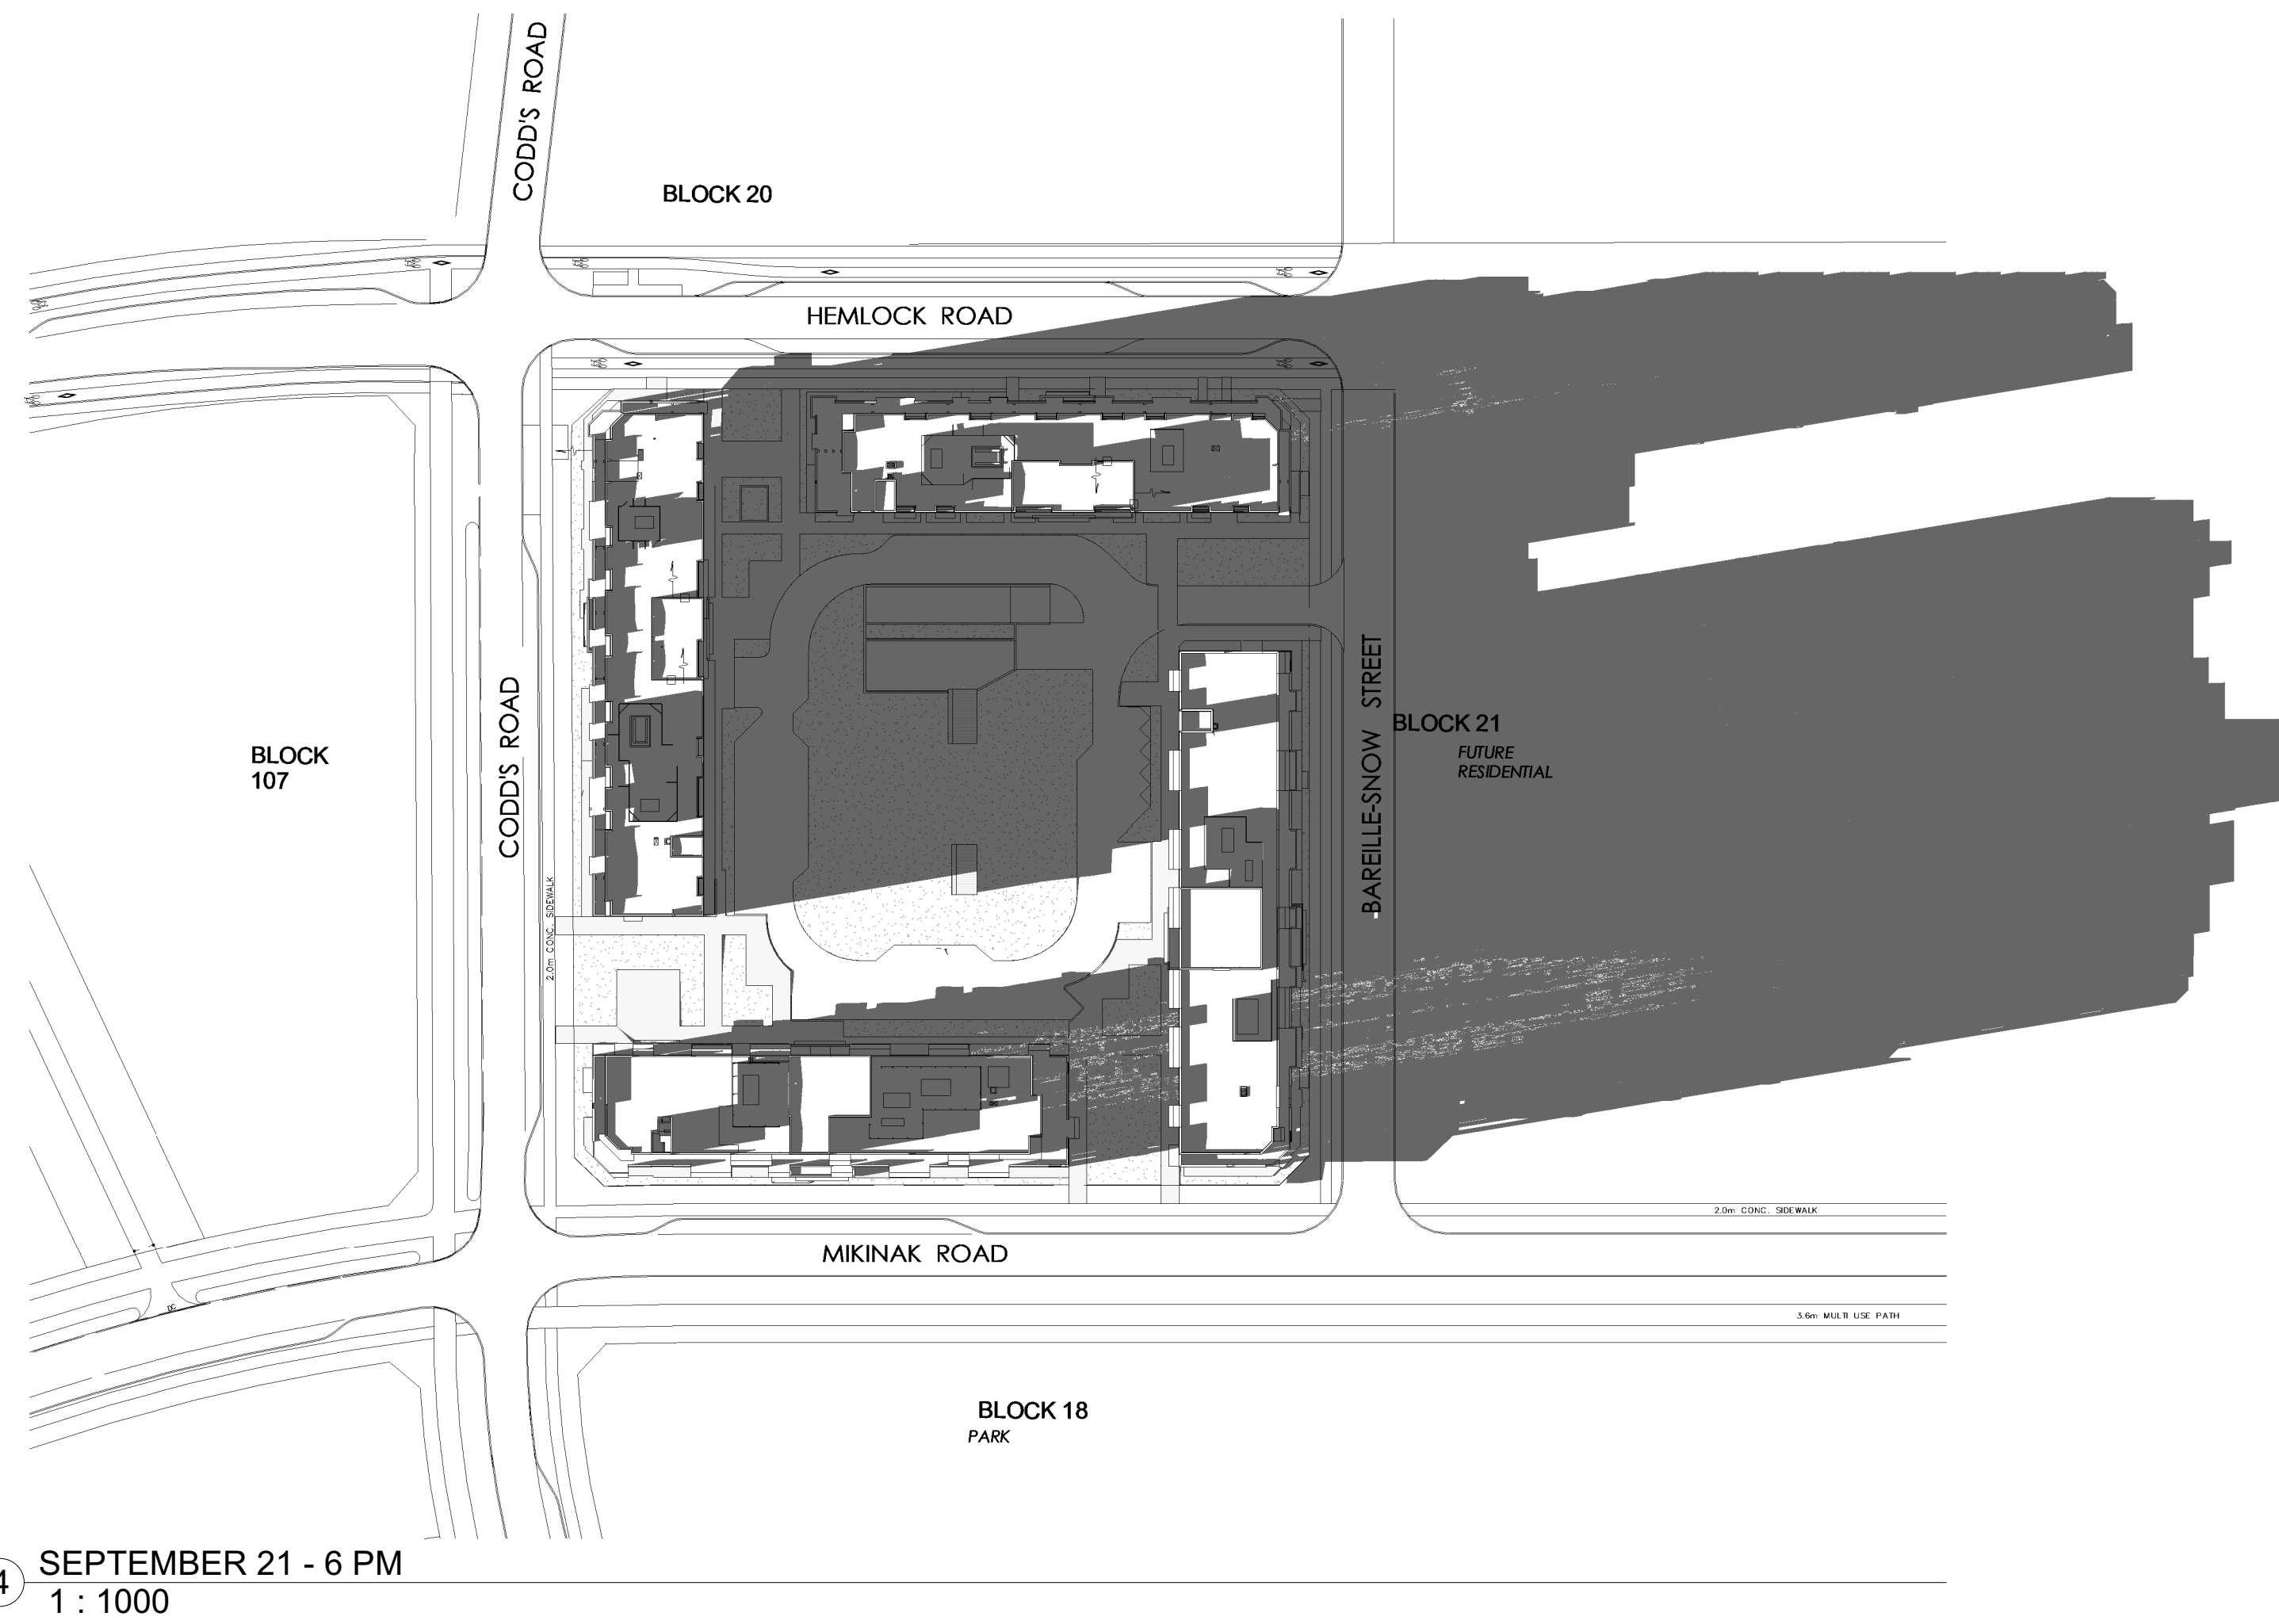 CODD'S ROAD
BLOCK 20
HEMLOCK ROAD
BLOCK
107
CODD'S ROAD
2.0m CONC. SIDEWALK
BAREILLE-SNOW STREET
BLOCK 21
FUTURE
RESIDENTIAL
2.0m CONC. SIDEWALK
MIKINAK ROAD
DC
3.6m MULTI USE PATH
BLOCK 18
PARK
4
SEPTEMBER 21 - 6 PM
1 : 1000